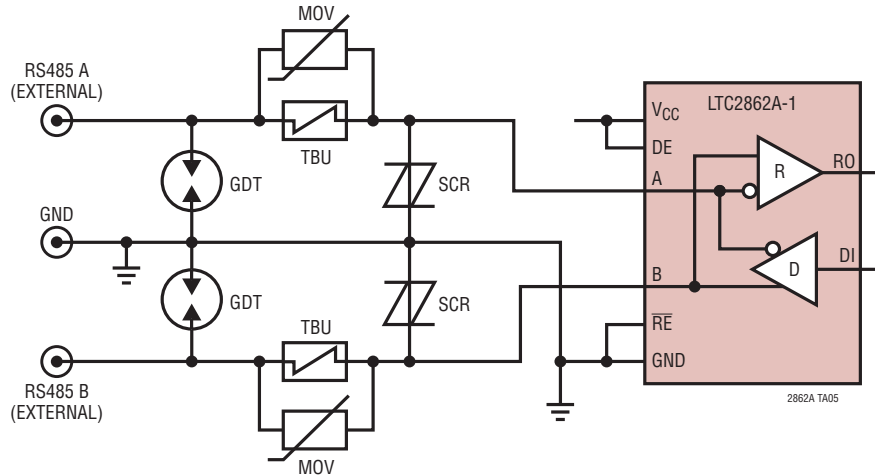 MOV
RS485 A
(EXTERNAL)
TBU
GDT
SCR
GND
GDT
SCR
TBU
RS485 B
(EXTERNAL)
MOV
LTC2862A-1
VCC
DE
A
R
RO
B
D
DI
RE
GND
2862A TA05